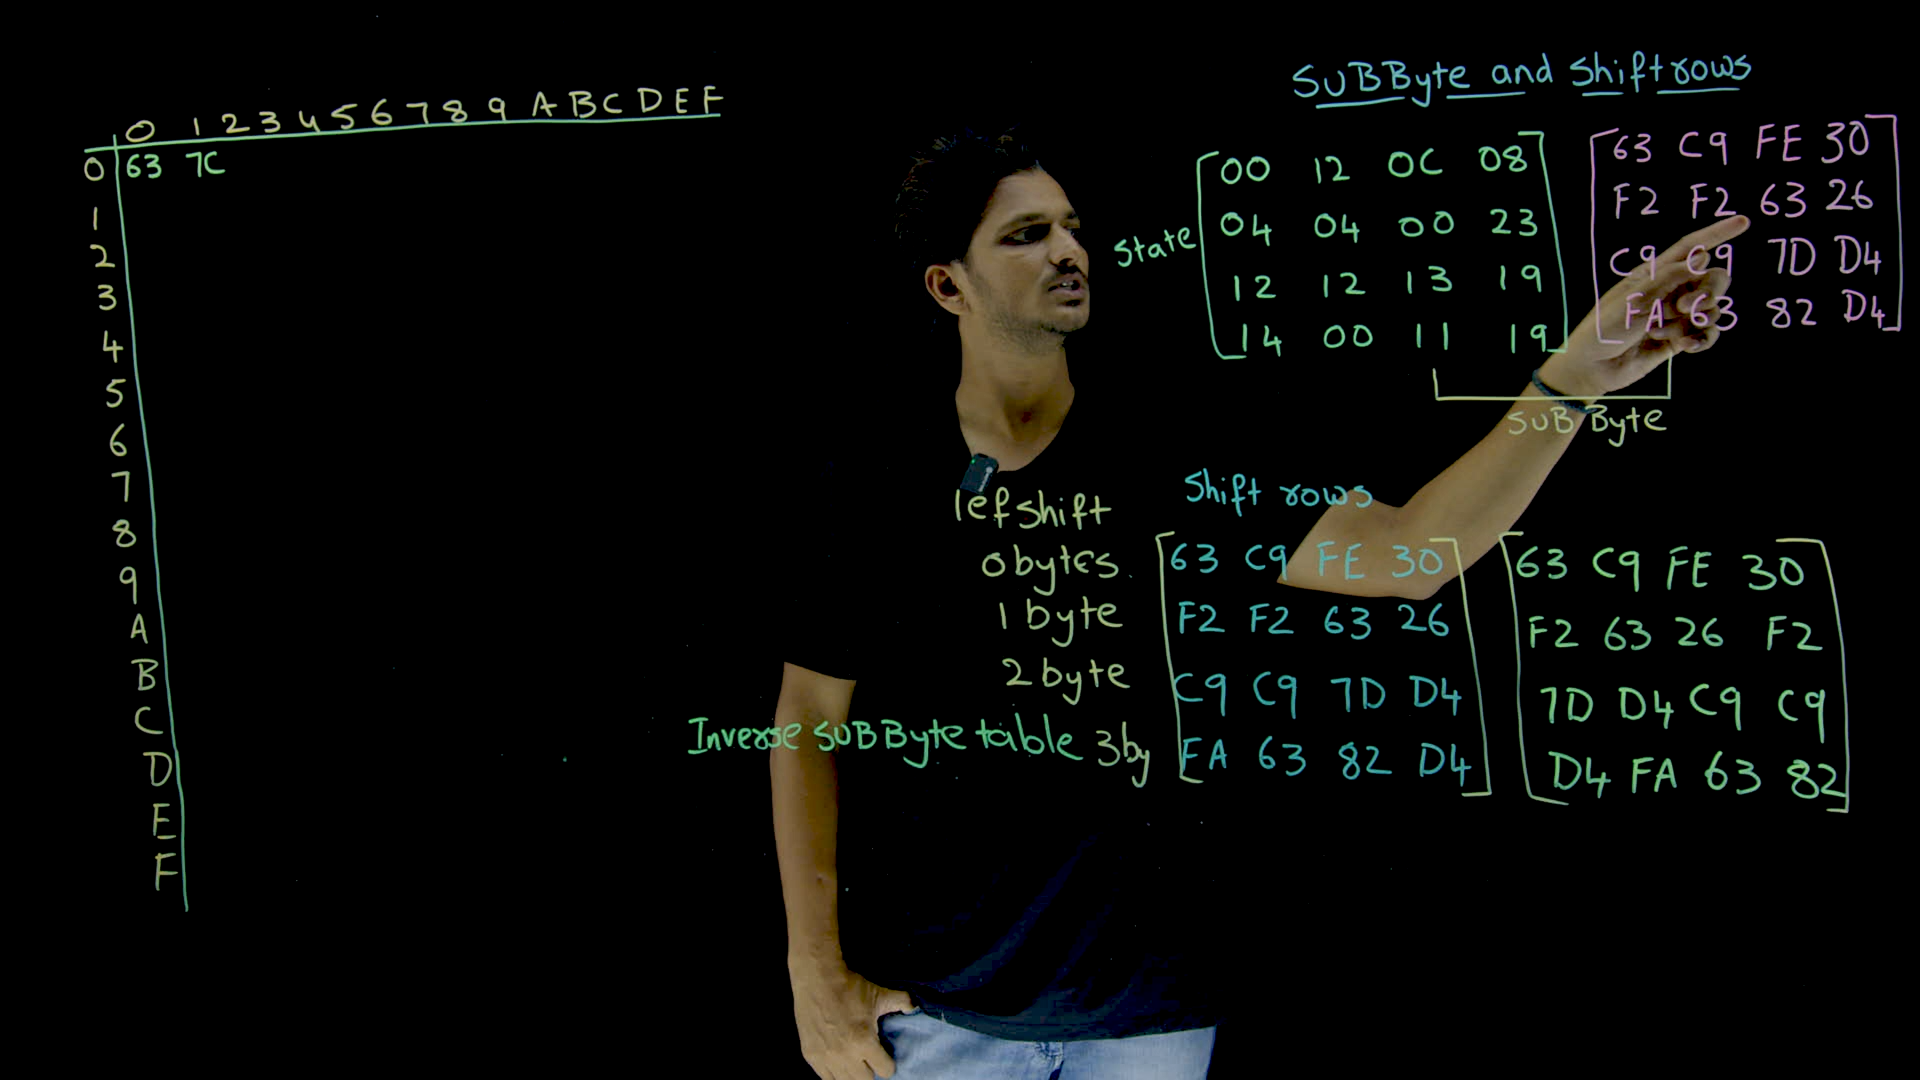 SUBByte and Shiftrows
0 1 2 3 4 5 6 7 8 9 A B C D E F
0 63 7C
1
2
3
4
5
6
7
8
9
A
B
C
D
E
F
State
00 12 0C 08
04 04 00 23
12 12 13 19
14 00 11 19
63 C9 FE 30
F2 F2 63 26
C9 C9 7D D4
FA 63 82 D4
SUB Byte
Shift rows
lefshift
0 bytes.
1 byte
2 byte
3by
63 C9 FE 30
F2 F2 63 26
C9 C9 7D D4
FA 63 82 D4
63 C9 FE 30
F2 63 26 F2
7D D4 C9 C9
D4 FA 63 82
Inverse SUBByte table